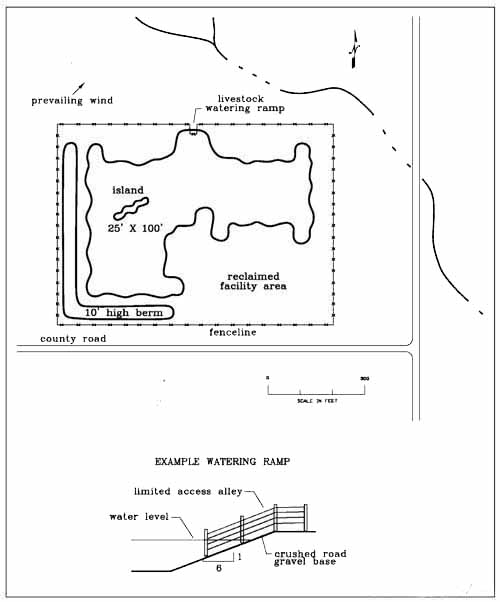 N
prevailing wind
livestock
watering ramp
island
25' X 100'
reclaimed
facility area
10' high berm
fenceline
county road
0
SCALE IN FEET
EXAMPLE WATERING RAMP
limited access alley
water level
1
6
crushed road
gravel base